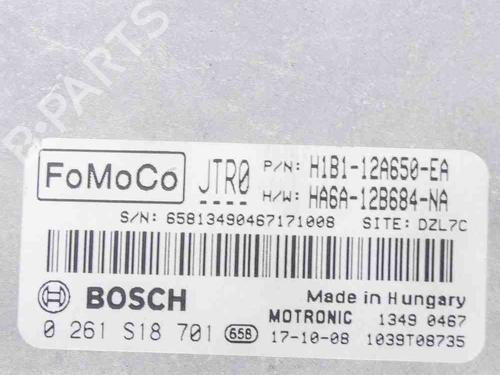 B-PARTS
FoMoCo JTR0 P/N: H1B1-12A650-EA
H/W: HA6A-12B684-NA
S/N: 65813490467171008 SITE: DZL7C
BOSCH Made in Hungary
MOTRONIC 1349 0467
0 261 S18 701 658 17-10-08 1039T08735